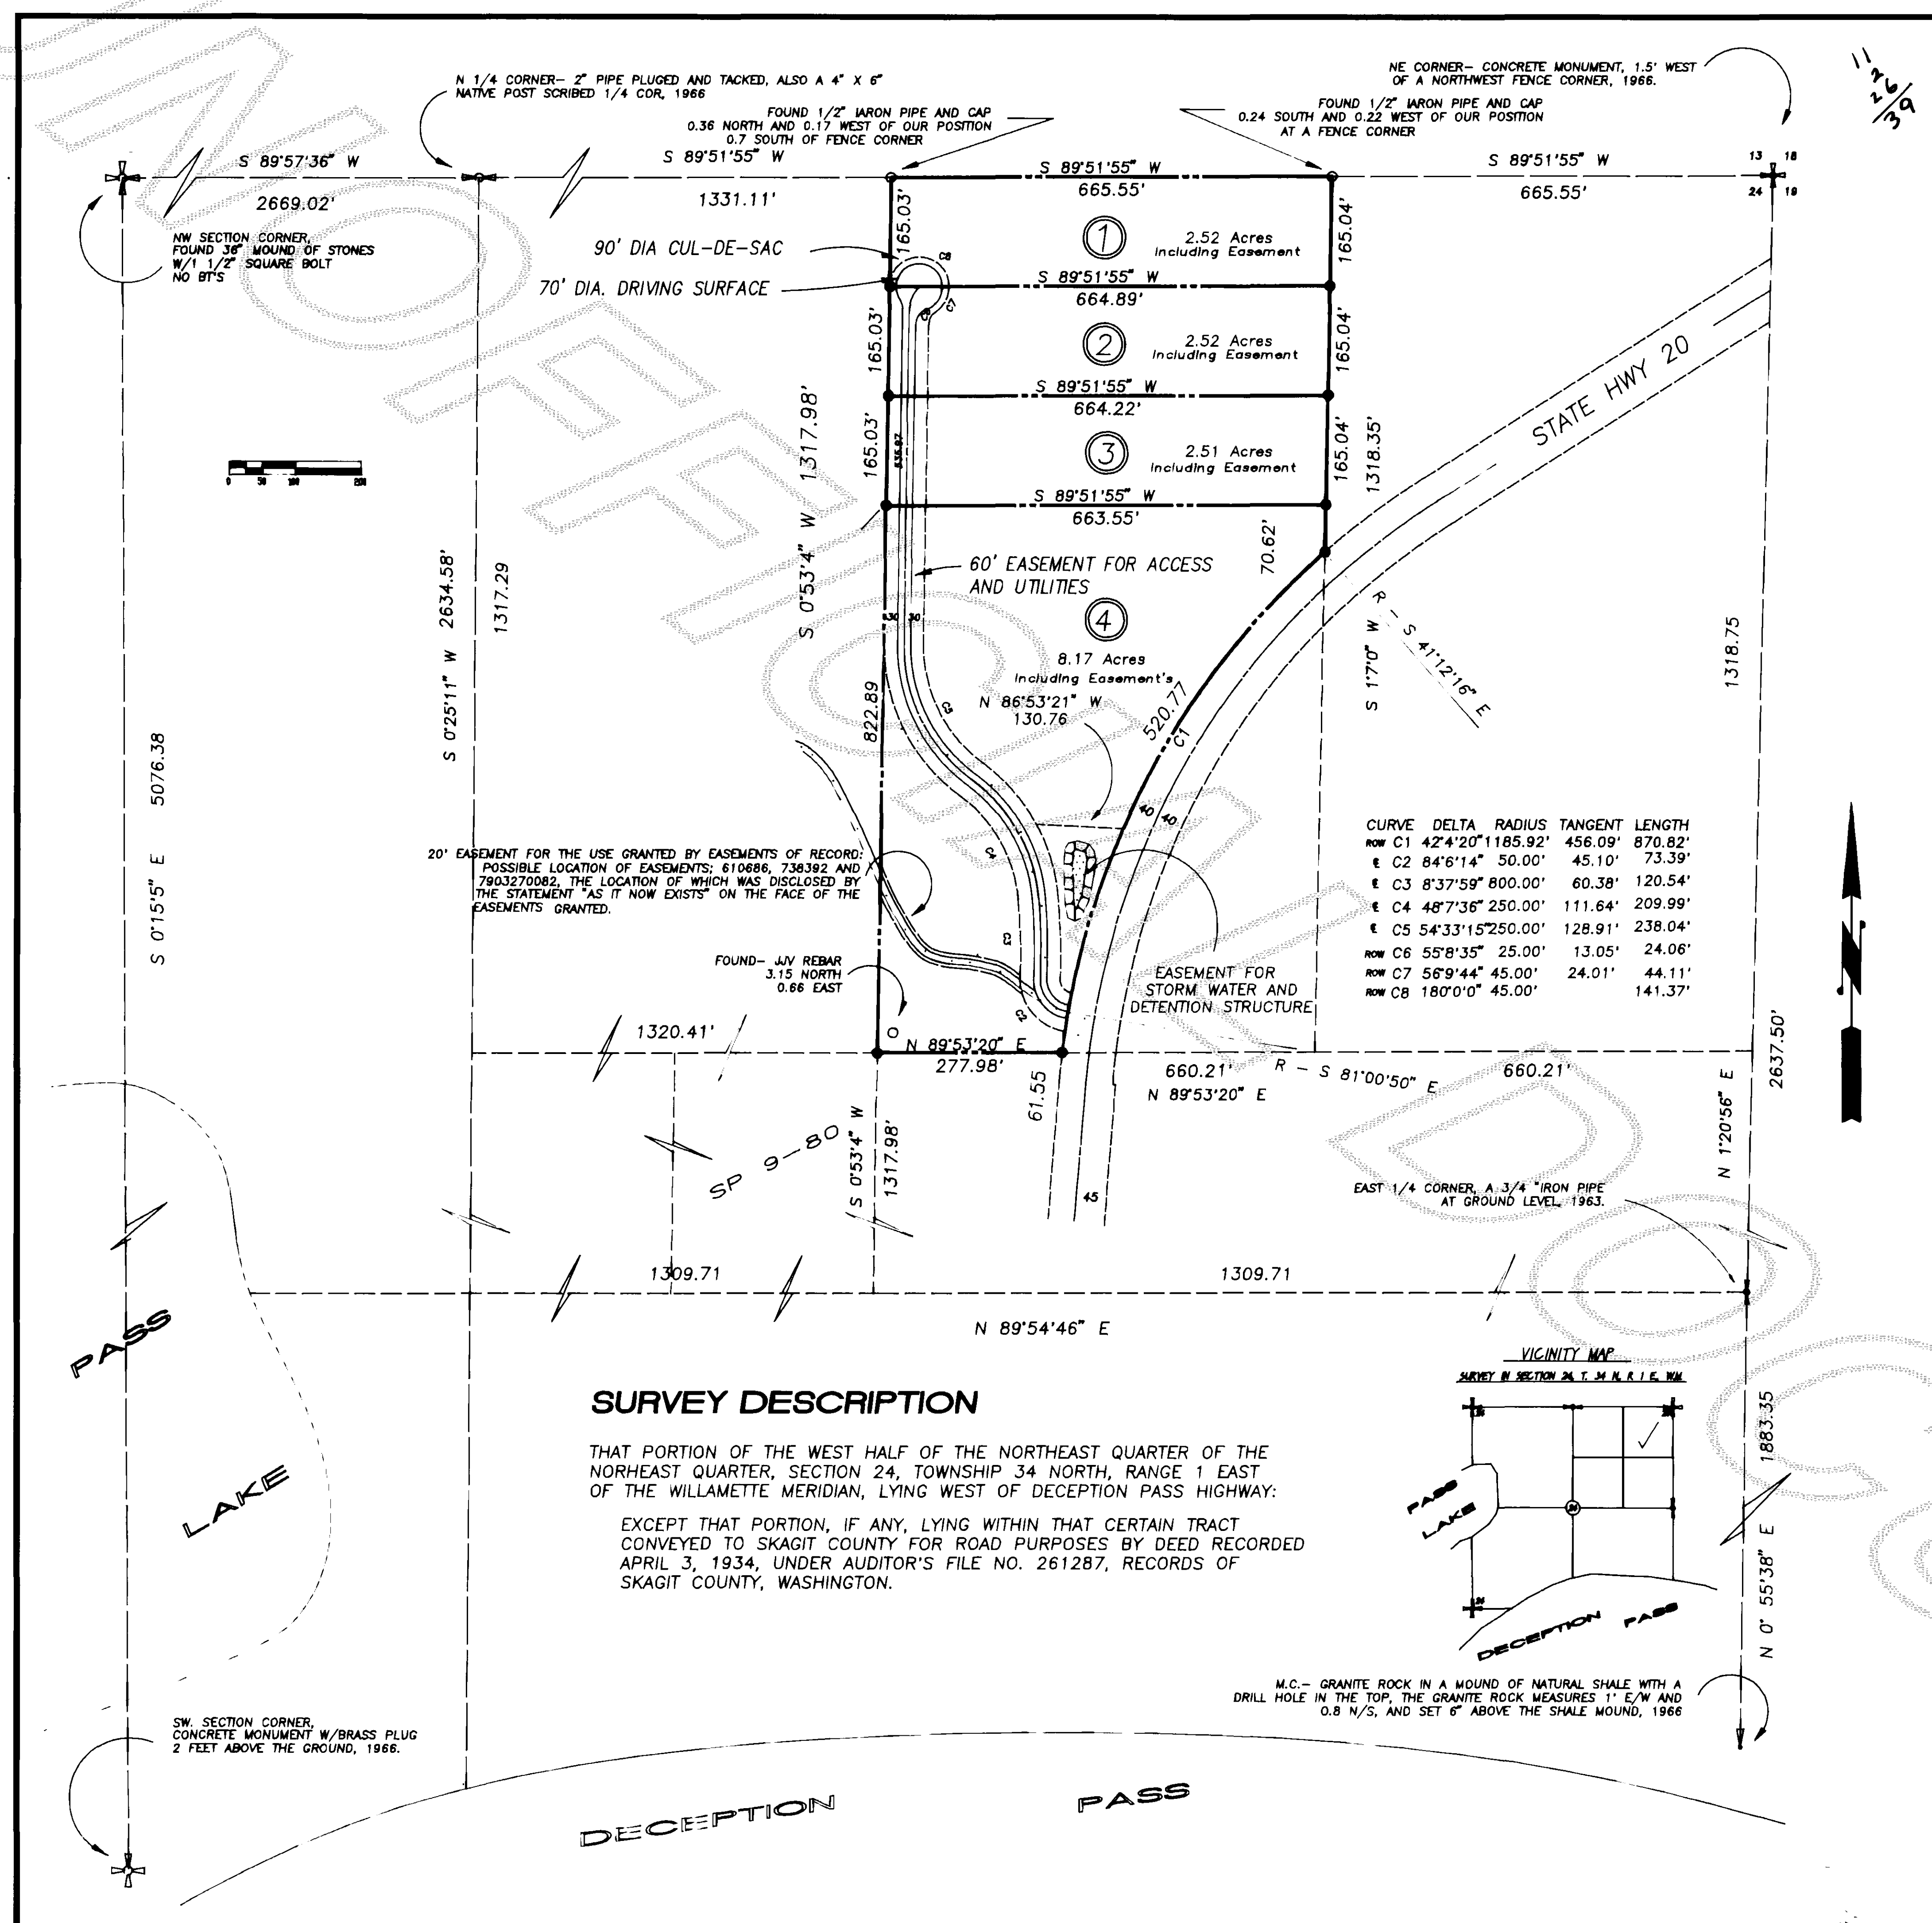 N 1/4 CORNER– 2" PIPE PLUGED AND TACKED, ALSO A 4" X 6"
NATIVE POST SCRIBED 1/4 COR, 1966
FOUND 1/2" IARON PIPE AND CAP
0.36 NORTH AND 0.17 WEST OF OUR POSITION
0.7 SOUTH OF FENCE CORNER
NE CORNER– CONCRETE MONUMENT, 1.5' WEST
OF A NORTHWEST FENCE CORNER, 1966.
FOUND 1/2" IARON PIPE AND CAP
0.24 SOUTH AND 0.22 WEST OF OUR POSITION
AT A FENCE CORNER
11
2
26
39
S 89°57'36" W
2669.02'
S 89°51'55" W
1331.11'
S 89°51'55" W
665.55'
S 89°51'55" W
665.55'
13 18
24 19
NW SECTION CORNER,
FOUND 36" MOUND OF STONES
W/1 1/2" SQUARE BOLT
NO BT'S
90' DIA CUL-DE-SAC
70' DIA. DRIVING SURFACE
165.03'
165.04'
1
2.52 Acres
Including Easement
C8
C7
C6
S 89°51'55" W
664.89'
165.03'
165.04'
2
2.52 Acres
Including Easement
S 89°51'55" W
664.22'
165.03'
165.04'
3
2.51 Acres
Including Easement
S 89°51'55" W
663.55'
S 0°53'4" W 1317.98'
1318.35'
STATE HWY 20
0 50 100 200
60' EASEMENT FOR ACCESS
AND UTILITIES
70.62'
4
30 30
8.17 Acres
Including Easement's
N 86°53'21" W
130.76
822.89
C5
520.77
C1
S 1°7'0" W
R – S 41°12'16" E
1318.75
S 0°25'11" W 2634.58'
1317.29
S 0°15'5" E 5076.38
40 40
C4
20' EASEMENT FOR THE USE GRANTED BY EASEMENTS OF RECORD:
POSSIBLE LOCATION OF EASEMENTS; 610686, 738392 AND
7903270082, THE LOCATION OF WHICH WAS DISCLOSED BY
THE STATEMENT "AS IT NOW EXISTS" ON THE FACE OF THE
EASEMENTS GRANTED.
CURVE DELTA RADIUS TANGENT LENGTH
ROW C1 42°4'20" 1185.92' 456.09' 870.82'
℄ C2 84°6'14" 50.00' 45.10' 73.39'
℄ C3 8°37'59" 800.00' 60.38' 120.54'
℄ C4 48°7'36" 250.00' 111.64' 209.99'
℄ C5 54°33'15" 250.00' 128.91' 238.04'
ROW C6 55°8'35" 25.00' 13.05' 24.06'
ROW C7 56°9'44" 45.00' 24.01' 44.11'
ROW C8 180°0'0" 45.00' 141.37'
N
FOUND– JJV REBAR
3.15 NORTH
0.66 EAST
EASEMENT FOR
STORM WATER AND
DETENTION STRUCTURE
C2
1320.41'
N 89°53'20" E
277.98'
61.55
660.21'
N 89°53'20" E
R – S 81°00'50" E
660.21'
2637.50'
N 1°20'56" E
SP 9–80
S 0°53'4" W
1317.98'
45
EAST 1/4 CORNER, A 3/4 "IRON PIPE
AT GROUND LEVEL, 1963.
1309.71
1309.71
N 89°54'46" E
PASS
LAKE
SURVEY DESCRIPTION
THAT PORTION OF THE WEST HALF OF THE NORTHEAST QUARTER OF THE
NORHEAST QUARTER, SECTION 24, TOWNSHIP 34 NORTH, RANGE 1 EAST
OF THE WILLAMETTE MERIDIAN, LYING WEST OF DECEPTION PASS HIGHWAY:
EXCEPT THAT PORTION, IF ANY, LYING WITHIN THAT CERTAIN TRACT
CONVEYED TO SKAGIT COUNTY FOR ROAD PURPOSES BY DEED RECORDED
APRIL 3, 1934, UNDER AUDITOR'S FILE NO. 261287, RECORDS OF
SKAGIT COUNTY, WASHINGTON.
VICINITY MAP
SURVEY IN SECTION 24, T. 34 N. R 1 E. WM
PASS
LAKE
24
DECEPTION PASS
1883.35
N 0° 55'38" E
M.C.– GRANITE ROCK IN A MOUND OF NATURAL SHALE WITH A
DRILL HOLE IN THE TOP, THE GRANITE ROCK MEASURES 1' E/W AND
0.8 N/S, AND SET 6" ABOVE THE SHALE MOUND, 1966
SW. SECTION CORNER,
CONCRETE MONUMENT W/BRASS PLUG
2 FEET ABOVE THE GROUND, 1966.
DECEPTION PASS
UNOFFICIAL DOC